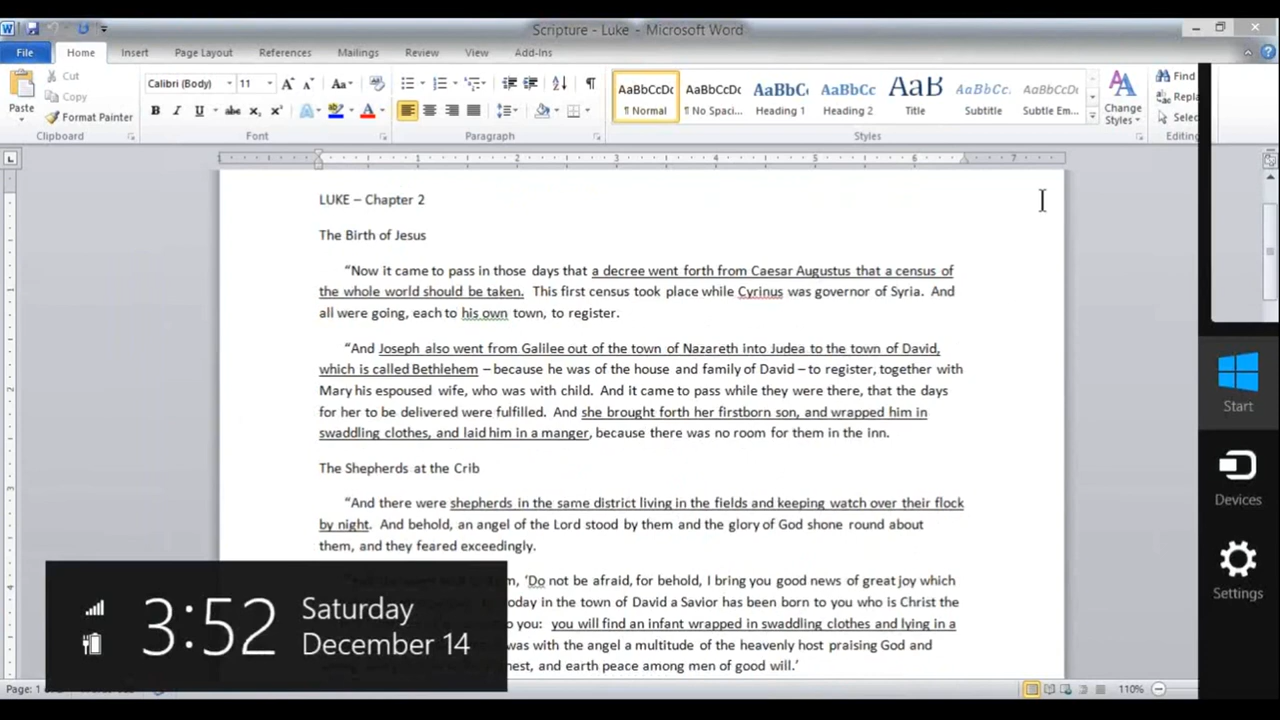 Scripture - Luke - Microsoft Word
File Home Insert Page Layout References Mailings Review View Add-Ins
Paste
Cut
Copy
Format Painter
Clipboard
Calibri (Body) 11
Font
Paragraph
AaBbCcDc AaBbCcDc AaBbCc AaBbCc AaB AaBbCc. AaBbCcDc
¶ Normal ¶ No Spaci... Heading 1 Heading 2 Title Subtitle Subtle Em...
Change Styles
Styles
Find
Repla
Selec
Editing
1 2 3 4 5 6 7
LUKE – Chapter 2
The Birth of Jesus
“Now it came to pass in those days that a decree went forth from Caesar Augustus that a census of
the whole world should be taken. This first census took place while Cyrinus was governor of Syria. And
all were going, each to his own town, to register.
“And Joseph also went from Galilee out of the town of Nazareth into Judea to the town of David,
which is called Bethlehem – because he was of the house and family of David – to register, together with
Mary his espoused wife, who was with child. And it came to pass while they were there, that the days
for her to be delivered were fulfilled. And she brought forth her firstborn son, and wrapped him in
swaddling clothes, and laid him in a manger, because there was no room for them in the inn.
The Shepherds at the Crib
“And there were shepherds in the same district living in the fields and keeping watch over their flock
by night. And behold, an angel of the Lord stood by them and the glory of God shone round about
them, and they feared exceedingly.
m, ‘Do not be afraid, for behold, I bring you good news of great joy which
oday in the town of David a Savior has been born to you who is Christ the
to you: you will find an infant wrapped in swaddling clothes and lying in a
was with the angel a multitude of the heavenly host praising God and
hest, and earth peace among men of good will.’
Start
Devices
Settings
3:52
Saturday
December 14
Page: 1
110%